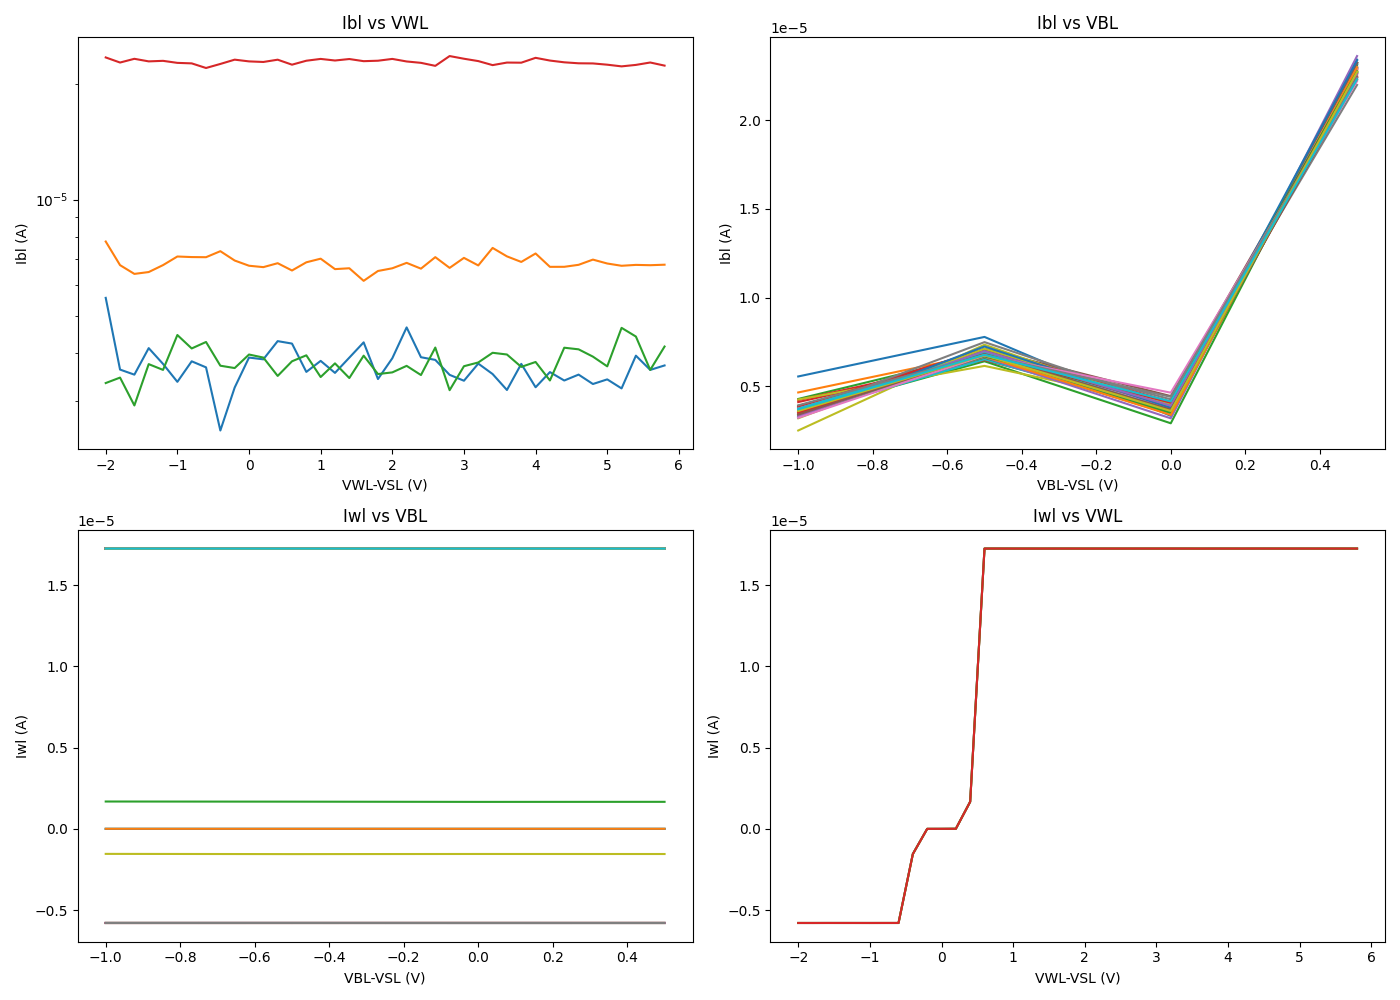 Ibl vs VWL
Ibl (A)
10⁻⁵
−2 −1 0 1 2 3 4 5 6
VWL-VSL (V)
Ibl vs VBL
1e−5
Ibl (A)
2.0
1.5
1.0
0.5
−1.0 −0.8 −0.6 −0.4 −0.2 0.0 0.2 0.4
VBL-VSL (V)
Iwl vs VBL
1e−5
Iwl (A)
1.5
1.0
0.5
0.0
−0.5
−1.0 −0.8 −0.6 −0.4 −0.2 0.0 0.2 0.4
VBL-VSL (V)
Iwl vs VWL
1e−5
Iwl (A)
1.5
1.0
0.5
0.0
−0.5
−2 −1 0 1 2 3 4 5 6
VWL-VSL (V)